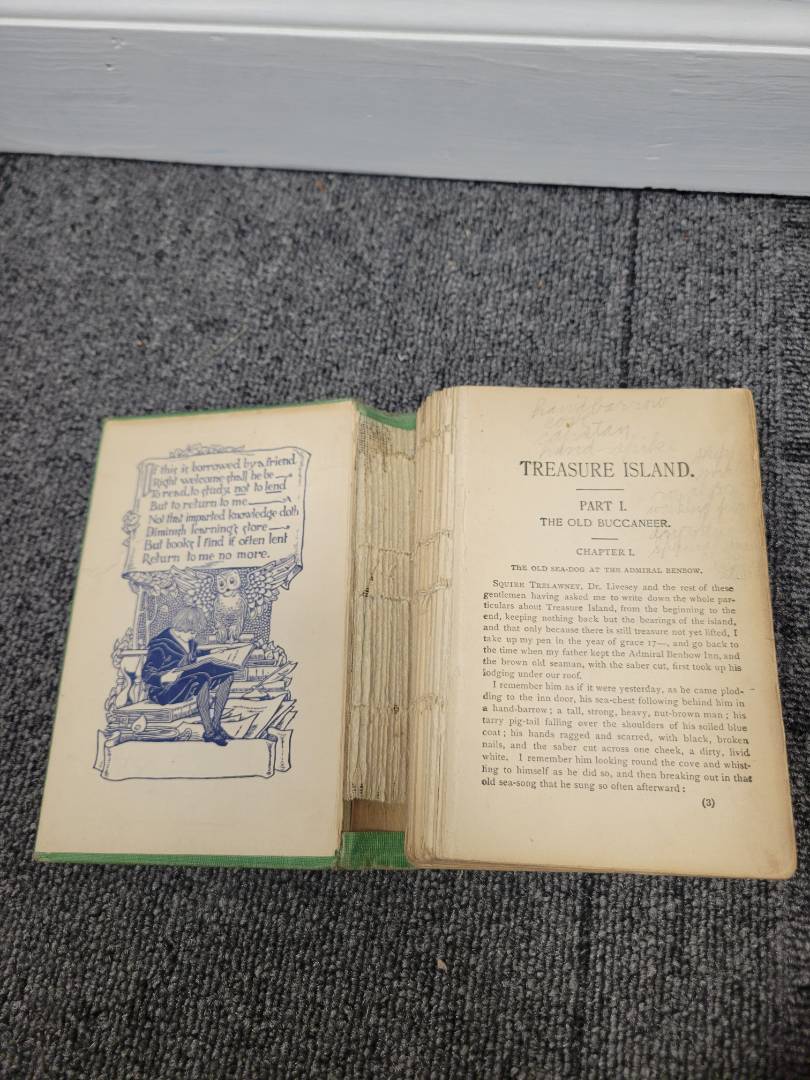 If this is borrowed by a friend
Right welcome shall he be
To read, to study, not to lend
But to return to me
Not that imparted knowledge doth
Diminish learning's store
But books I find if often lent
Return to me no more.
handbarrow
capstan
TREASURE ISLAND.
PART I.
THE OLD BUCCANEER.
CHAPTER I.
THE OLD SEA-DOG AT THE ADMIRAL BENBOW.
SQUIRE TRELAWNEY, DR. LIVESEY and the rest of these
gentlemen having asked me to write down the whole par-
ticulars about Treasure Island, from the beginning to the
end, keeping nothing back but the bearings of the island,
and that only because there is still treasure not yet lifted, I
take up my pen in the year of grace 17—, and go back to
the time when my father kept the Admiral Benbow Inn, and
the brown old seaman, with the saber cut, first took up his
lodging under our roof.
I remember him as if it were yesterday, as he came plod-
ding to the inn door, his sea-chest following behind him in
a hand-barrow; a tall, strong, heavy, nut-brown man; his
tarry pig-tail falling over the shoulders of his soiled blue
coat; his hands ragged and scarred, with black, broken
nails, and the saber cut across one cheek, a dirty, livid
white. I remember him looking round the cove and whist-
ling to himself as he did so, and then breaking out in that
old sea-song that he sung so often afterward:
(3)